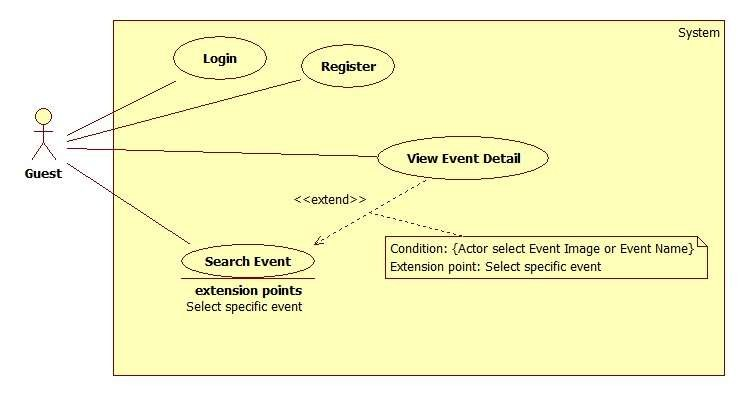 System
Login
Register
Guest
View Event Detail
<<extend>>
Condition: {Actor select Event Image or Event Name}
Extension point: Select specific event
Search Event
extension points
Select specific event